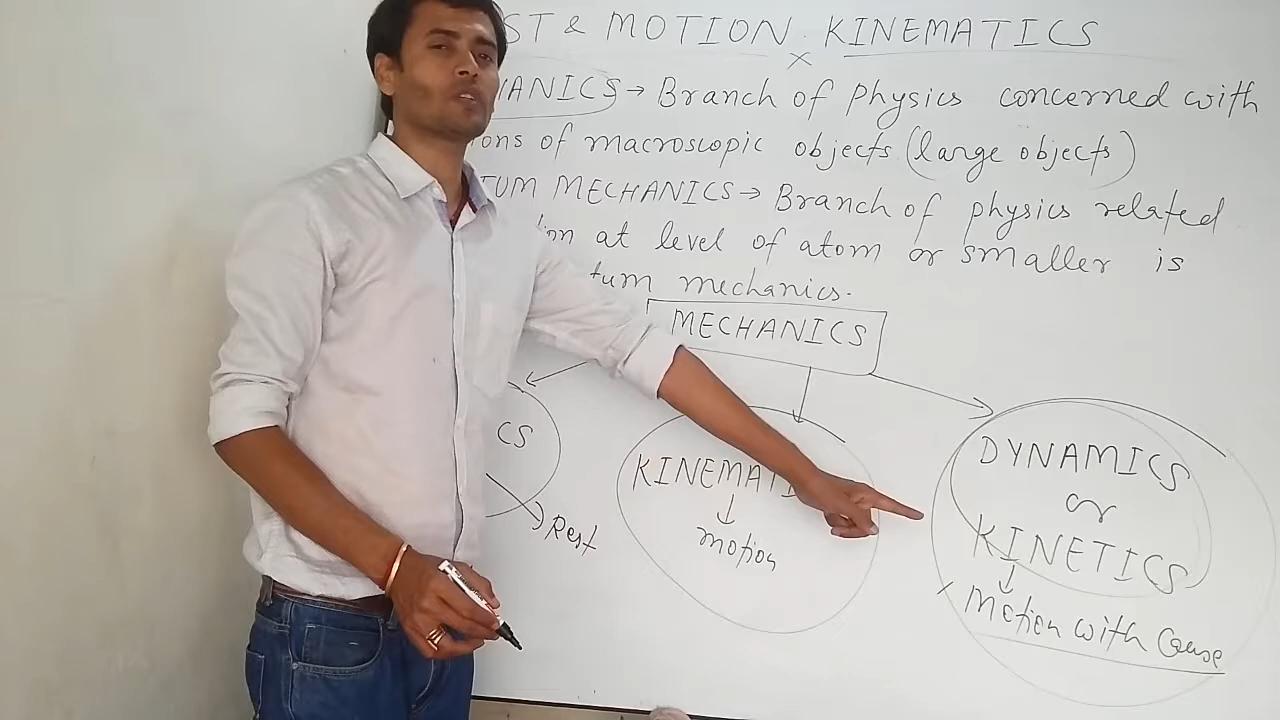 ST & MOTION KINEMATICS
HANICS → Branch of physics concerned with
ons of macroscopic objects (large objects)
TUM MECHANICS → Branch of physics related
on at level of atom or smaller is
tum mechanics.
MECHANICS
CS
Rest
KINEMATI
motion
DYNAMICS
or
KINETICS
Motion with Cause